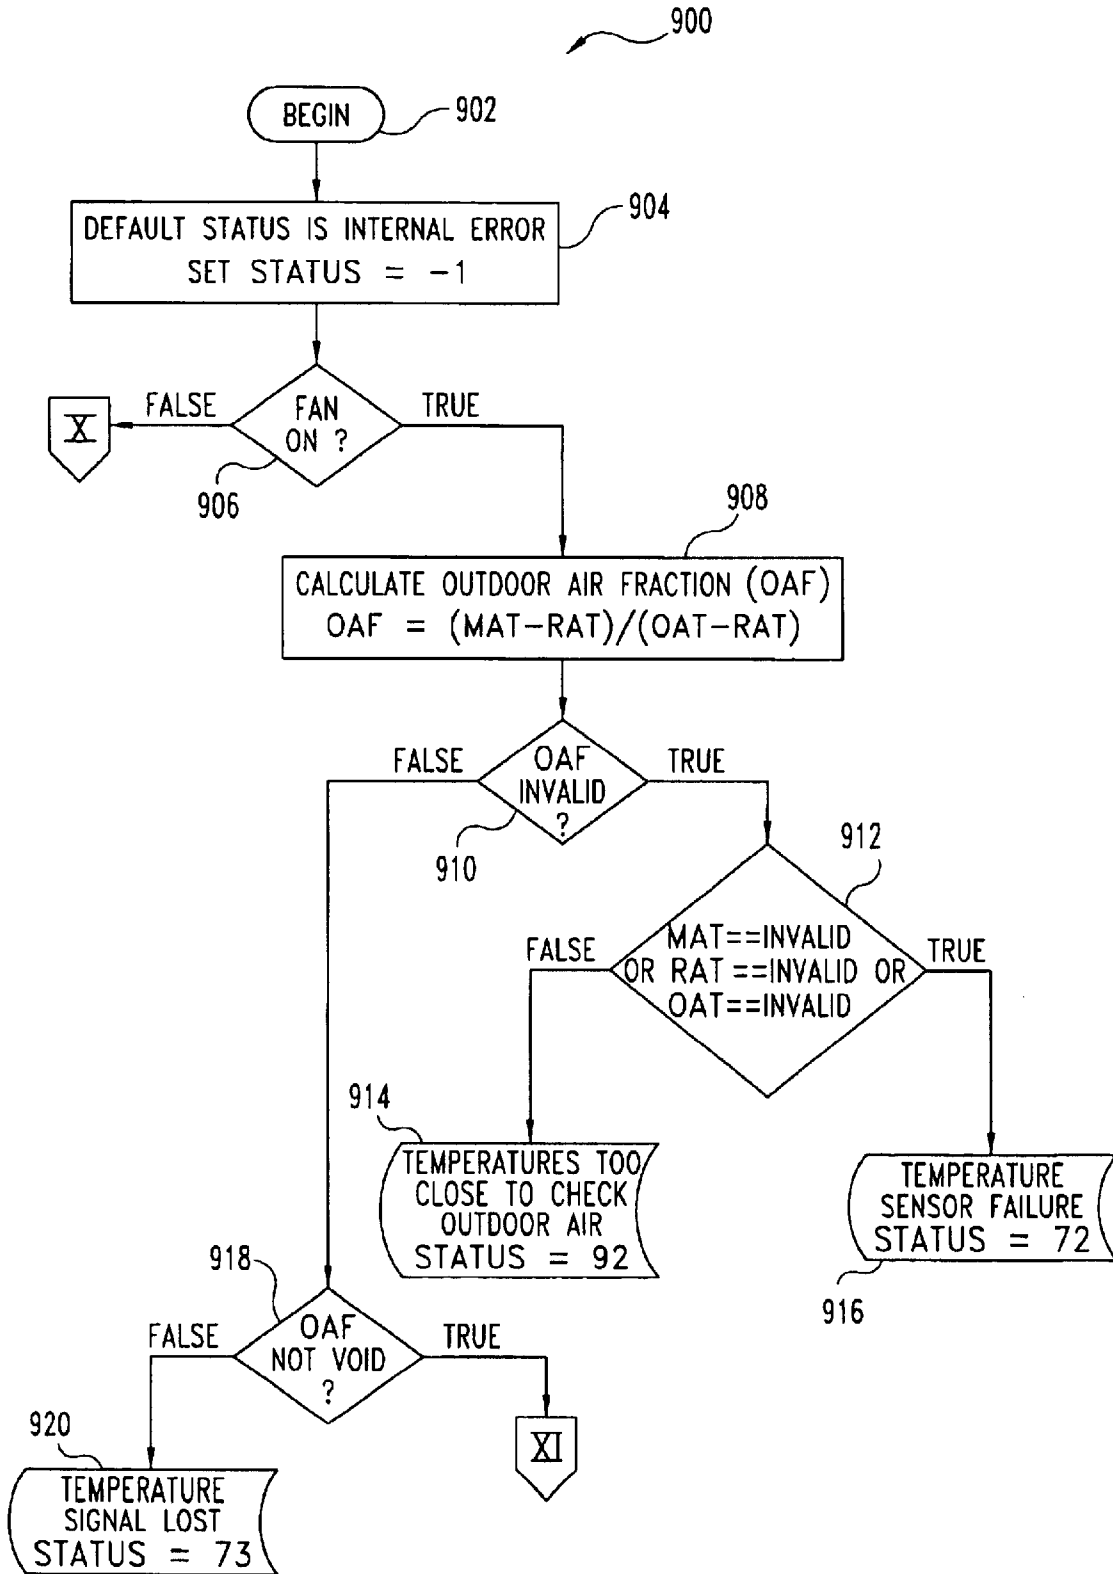 900
BEGIN
902
904
DEFAULT STATUS IS INTERNAL ERROR
SET STATUS = -1
FALSE
TRUE
X
FAN
ON ?
906
908
CALCULATE OUTDOOR AIR FRACTION (OAF)
OAF = (MAT-RAT)/(OAT-RAT)
FALSE
TRUE
OAF
INVALID
?
910
912
FALSE
TRUE
MAT==INVALID
OR RAT ==INVALID OR
OAT==INVALID
914
TEMPERATURES TOO
CLOSE TO CHECK
OUTDOOR AIR
STATUS = 92
TEMPERATURE
SENSOR FAILURE
STATUS = 72
916
918
FALSE
TRUE
OAF
NOT VOID
?
XI
920
TEMPERATURE
SIGNAL LOST
STATUS = 73